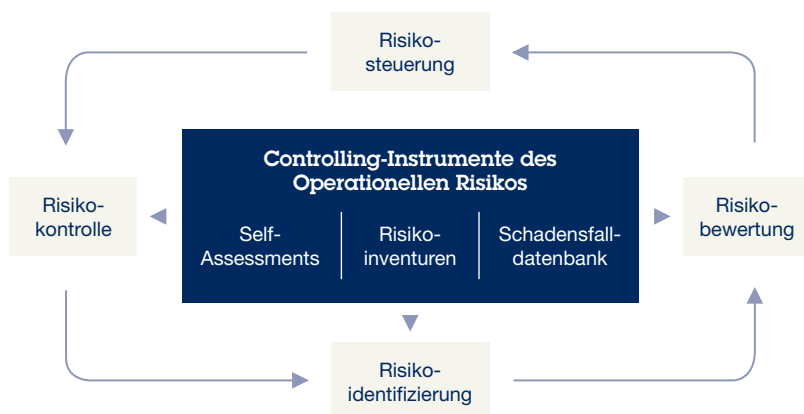 Risiko-
steuerung
Controlling-Instrumente des
Operationellen Risikos
Risiko-
kontrolle
Self-
Assessments
Risiko-
inventuren
Schadensfall-
datenbank
Risiko-
bewertung
Risiko-
identifizierung